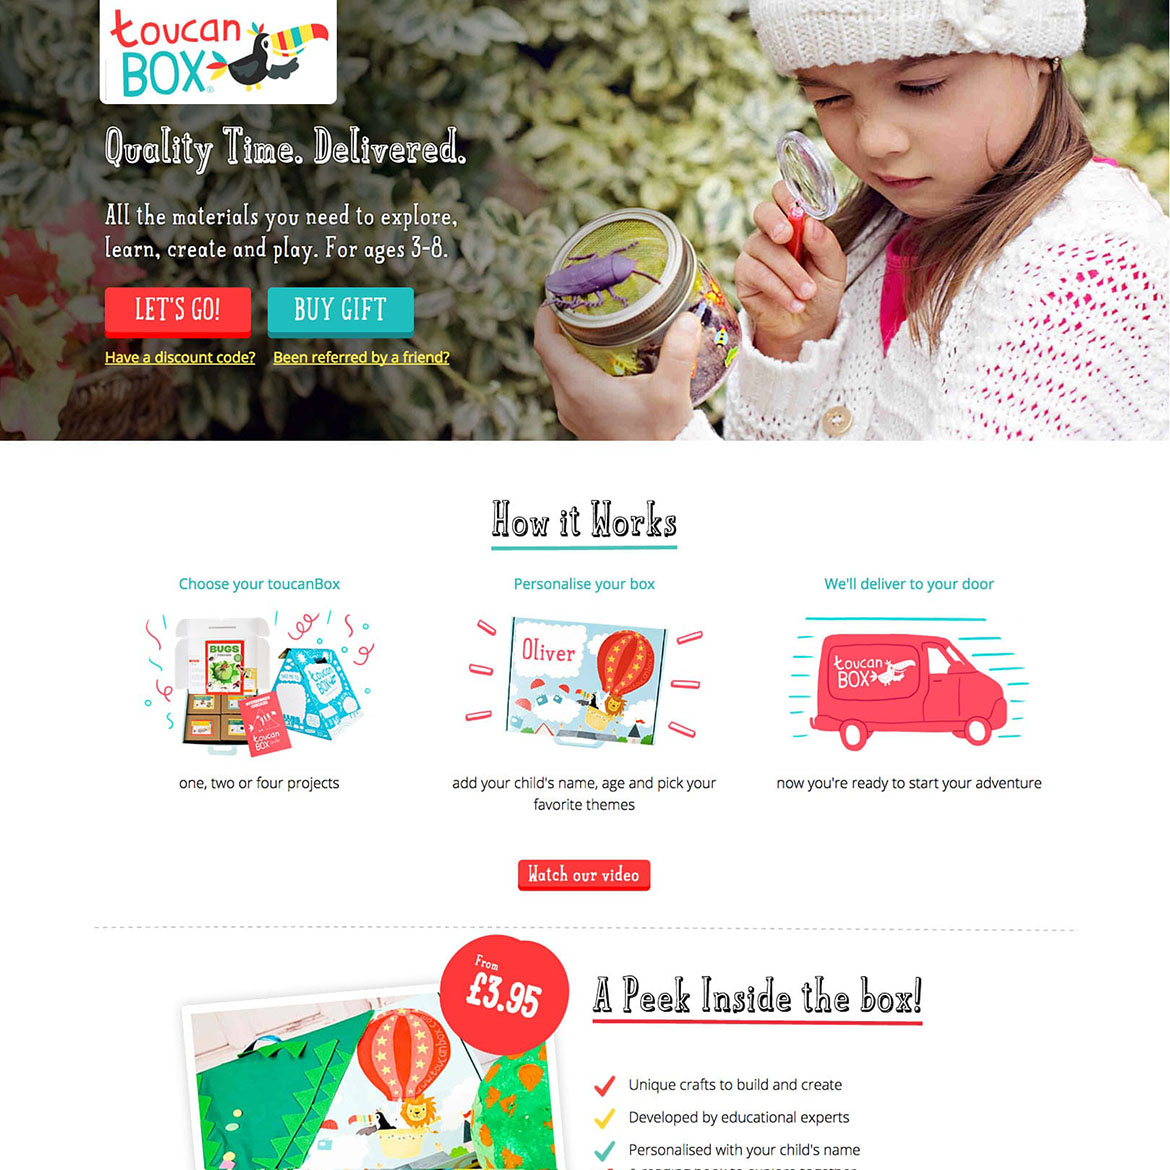 toucan
BOX®
Quality Time. Delivered.
All the materials you need to explore,
learn, create and play. For ages 3-8.
LET'S GO!
BUY GIFT
Have a discount code?
Been referred by a friend?
How it Works
Choose your toucanBox
BUGS
toucan
BOX
toucan
BOX
one, two or four projects
Personalise your box
Oliver
add your child's name, age and pick your
favorite themes
We'll deliver to your door
toucan
BOX
now you're ready to start your adventure
Watch our video
From
£3.95
www.toucanbox
A Peek Inside the box!
Unique crafts to build and create
Developed by educational experts
Personalised with your child's name